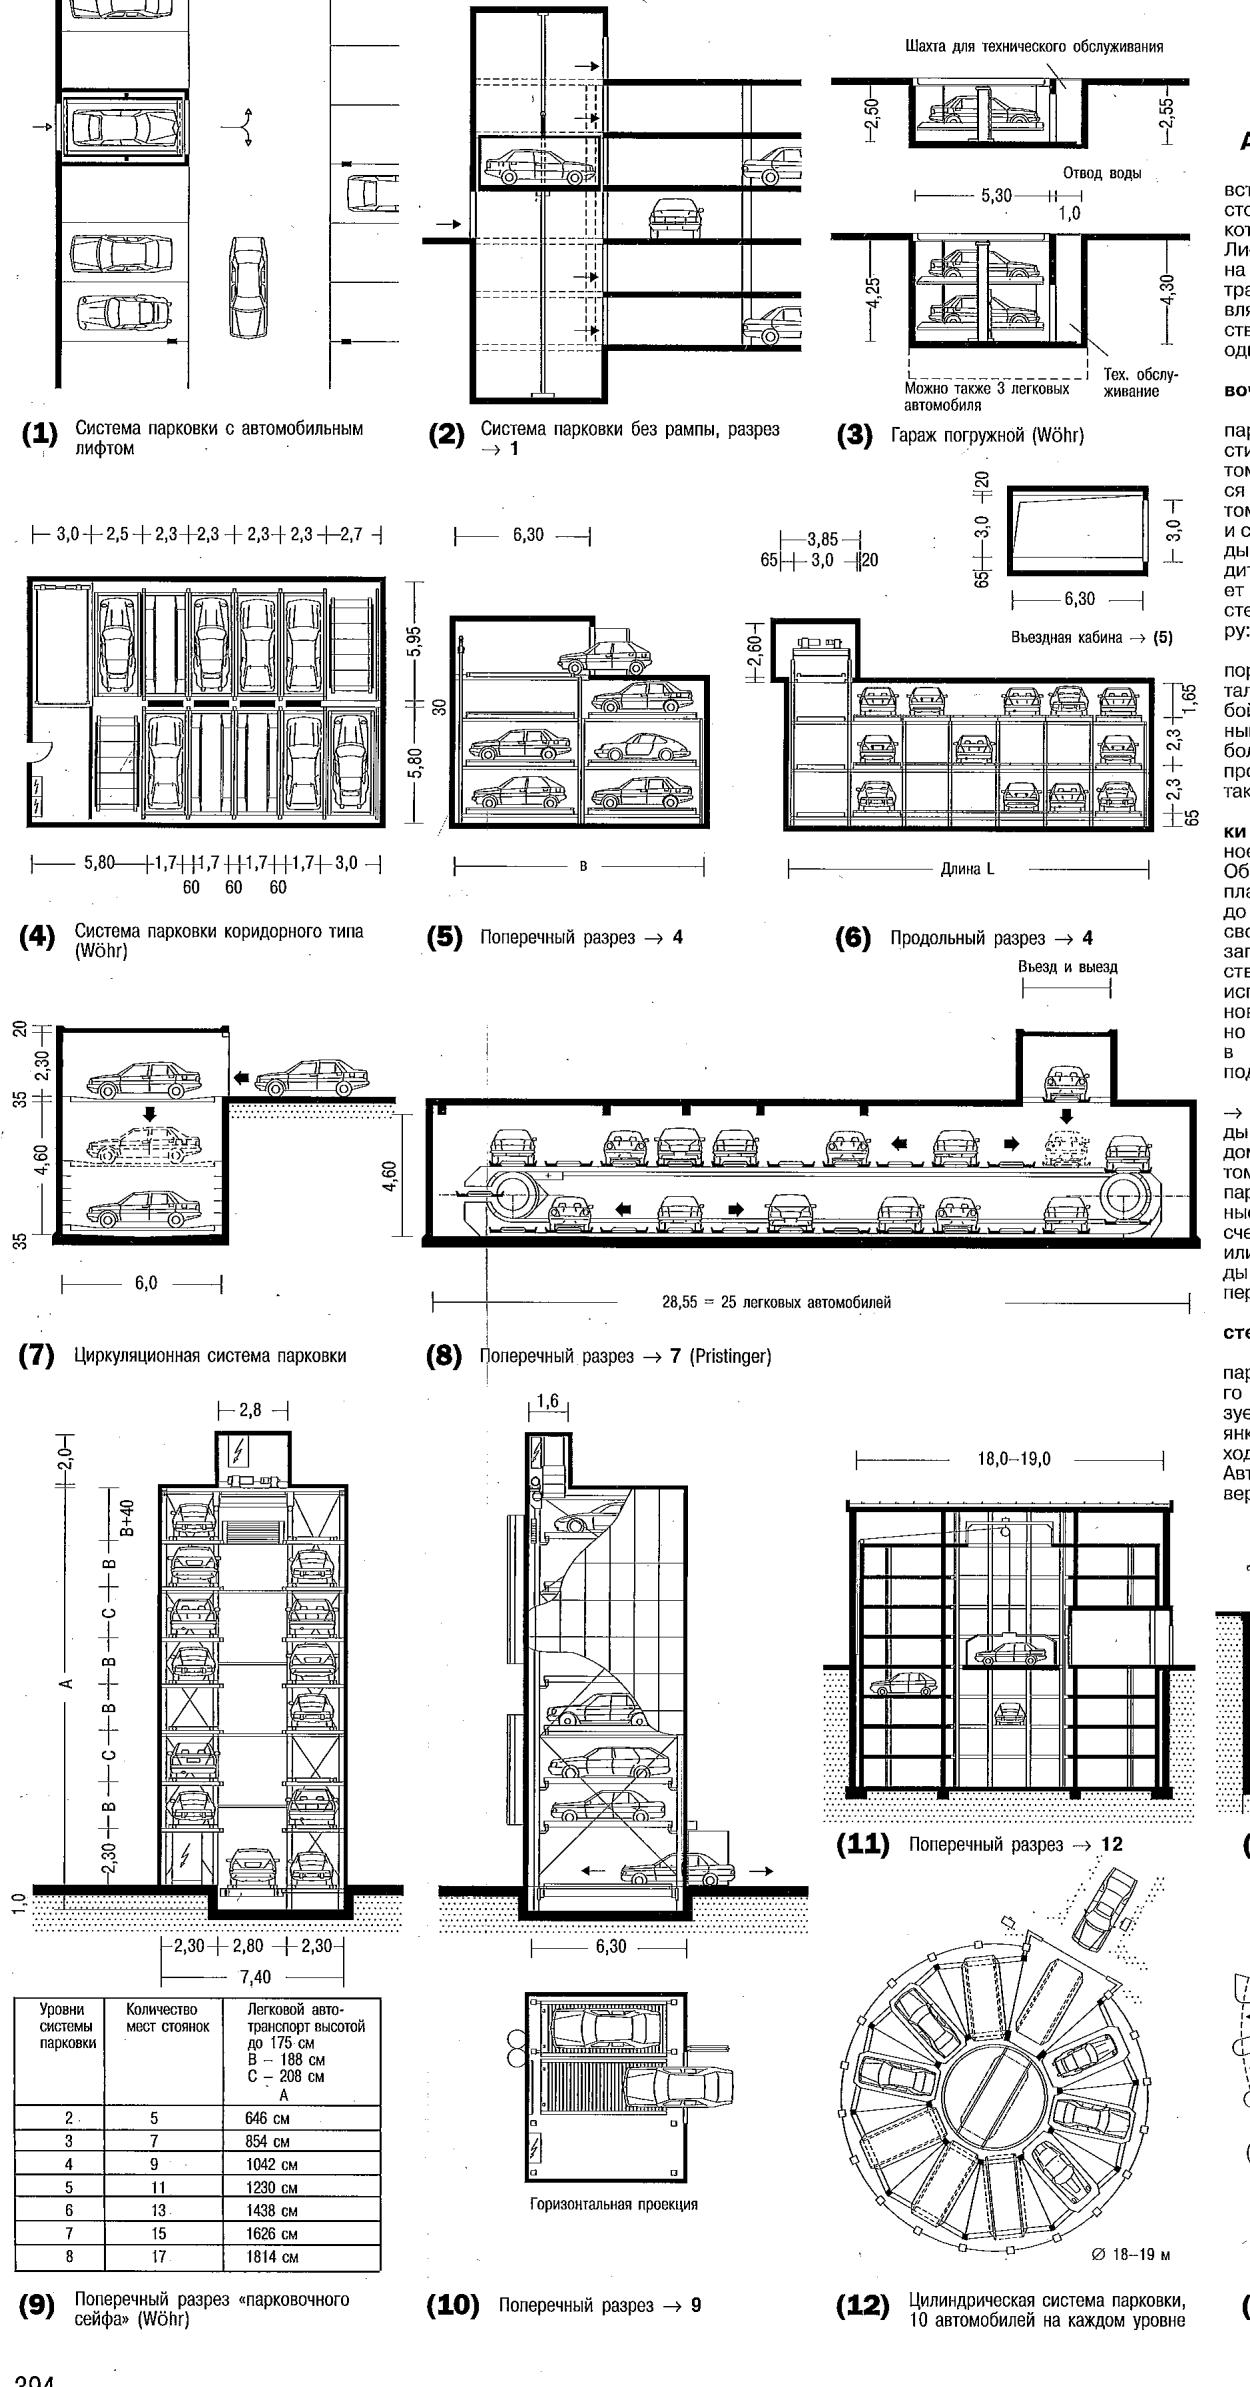 Шахта для технического обслуживания
2,50
2,55
Отвод воды
5,30
1,0
4,25
4,30
Тех. обслу-
живание
Можно также 3 легковых
автомобиля
(1) Система парковки с автомобильным
лифтом
(2) Система парковки без рампы, разрез
→ 1
(3) Гараж погружной (Wöhr)
3,0 2,5 2,3 2,3 2,3 2,3 2,7
5,95
30
5,80
5,80 1,7 1,7 1,7 1,7 3,0
60 60 60
6,30
В
3,85
65 3,0 20
20
3,0
65
3,0
6,30
Въездная кабина → (5)
2,60
1,65
2,3
2,3
65
Длина L
(4) Система парковки коридорного типа
(Wöhr)
(5) Поперечный разрез → 4
(6) Продольный разрез → 4
Въезд и выезд
20
2,30
35
4,60
35
6,0
4,60
28,55 = 25 легковых автомобилей
(7) Циркуляционная система парковки
(8) Поперечный разрез → 7 (Pristinger)
2,8
2,0
A
B+40
B
C
B
B
C
B
2,30
1,0
2,30 2,80 2,30
7,40
1,6
6,30
18,0–19,0
(11) Поперечный разрез → 12
Уровни
системы
парковки
Количество
мест стоянок
Легковой авто-
транспорт высотой
до 175 см
В – 188 см
С – 208 см
А
2 5 646 см
3 7 854 см
4 9 1042 см
5 11 1230 см
6 13 1438 см
7 15 1626 см
8 17 1814 см
Горизонтальная проекция
Ø 18–19 м
(9) Поперечный разрез «парковочного
сейфа» (Wöhr)
(10) Поперечный разрез → 9
(12) Цилиндрическая система парковки,
10 автомобилей на каждом уровне
394